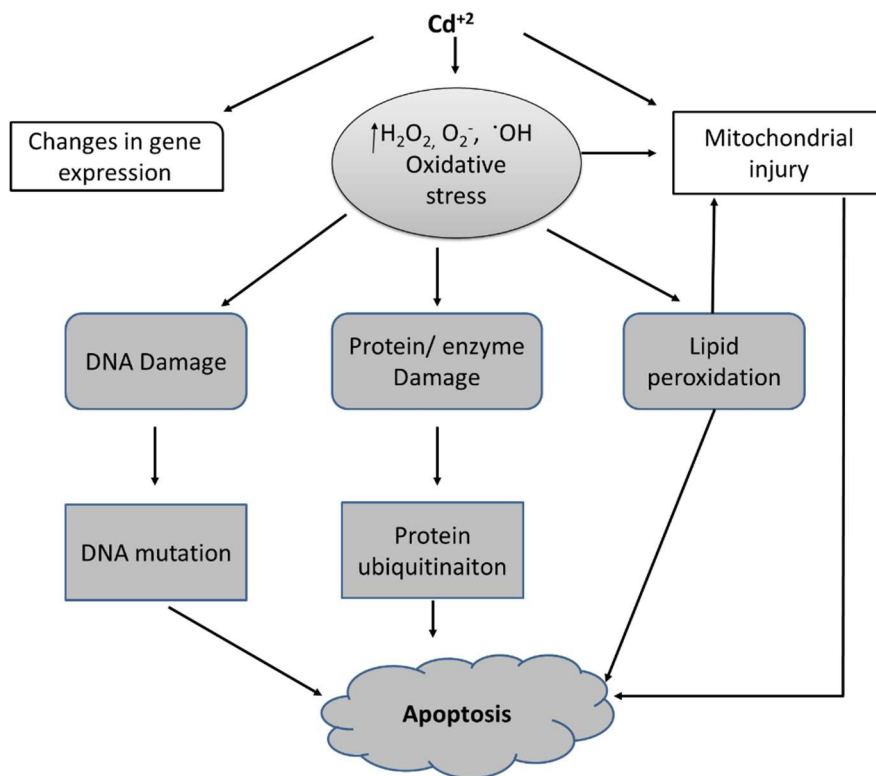 Cd⁺²
↑H₂O₂, O₂⁻, ·OH
Oxidative
stress
Changes in gene
expression
Mitochondrial
injury
DNA Damage
Protein/ enzyme
Damage
Lipid
peroxidation
DNA mutation
Protein
ubiquitinaiton
Apoptosis